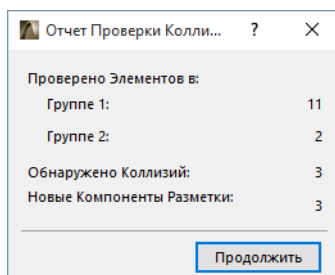 Отчет Проверки Колли... ?
Проверено Элементов в:
Группе 1: 11
Группе 2: 2
Обнаружено Коллизий: 3
Новые Компоненты Разметки: 3
Продолжить